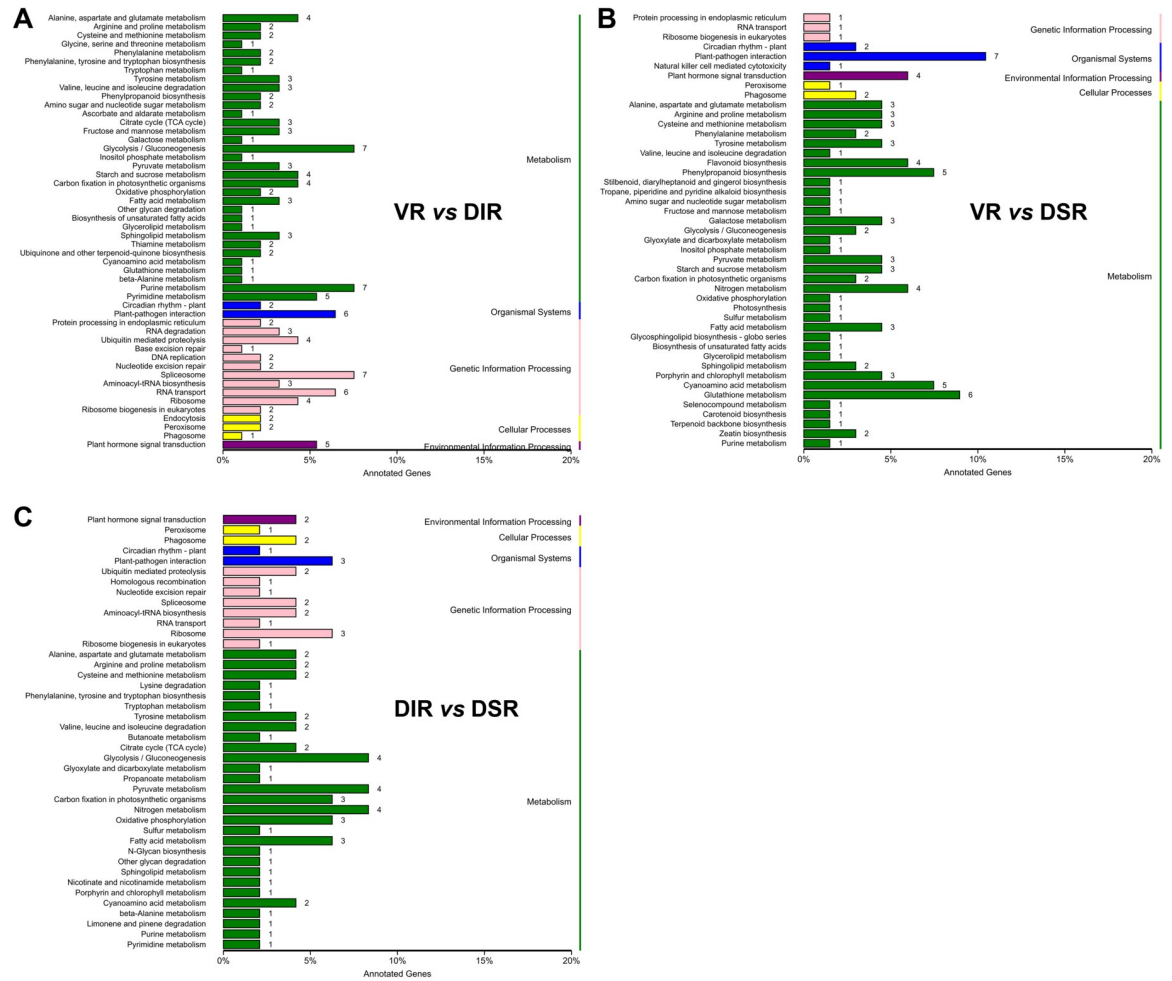 A
Alanine, aspartate and glutamate metabolism 4
Arginine and proline metabolism 2
Cysteine and methionine metabolism 2
Glycine, serine and threonine metabolism 1
Phenylalanine metabolism 2
Phenylalanine, tyrosine and tryptophan biosynthesis 2
Tryptophan metabolism 1
Tyrosine metabolism 3
Valine, leucine and isoleucine degradation 3
Phenylpropanoid biosynthesis 2
Amino sugar and nucleotide sugar metabolism 2
Ascorbate and aldarate metabolism 1
Citrate cycle (TCA cycle) 3
Fructose and mannose metabolism 3
Galactose metabolism 1
Glycolysis / Gluconeogenesis 7
Inositol phosphate metabolism 1
Metabolism
Pyruvate metabolism 3
Starch and sucrose metabolism 4
Carbon fixation in photosynthetic organisms 4
Oxidative phosphorylation 2
Fatty acid metabolism 3
Other glycan degradation 1
VR vs DIR
Biosynthesis of unsaturated fatty acids 1
Glycerolipid metabolism 1
Sphingolipid metabolism 3
Thiamine metabolism 2
Ubiquinone and other terpenoid-quinone biosynthesis 2
Cyanoamino acid metabolism 1
Glutathione metabolism 1
beta-Alanine metabolism 1
Purine metabolism 7
Pyrimidine metabolism 5
Circadian rhythm - plant 2
Plant-pathogen interaction 6
Organismal Systems
Protein processing in endoplasmic reticulum 2
RNA degradation 3
Ubiquitin mediated proteolysis 4
Base excision repair 1
DNA replication 2
Nucleotide excision repair 2
Genetic Information Processing
Spliceosome 7
Aminoacyl-tRNA biosynthesis 3
RNA transport 6
Ribosome 4
Ribosome biogenesis in eukaryotes 2
Endocytosis 2
Peroxisome 2
Cellular Processes
Phagosome 1
Plant hormone signal transduction 5
Environmental Information Processing
0% 5% 10% 15% 20%
Annotated Genes
B
Protein processing in endoplasmic reticulum 1
RNA transport 1
Genetic Information Processing
Ribosome biogenesis in eukaryotes 1
Circadian rhythm - plant 2
Plant-pathogen interaction 7
Organismal Systems
Natural killer cell mediated cytotoxicity 1
Plant hormone signal transduction 4
Environmental Information Processing
Peroxisome 1
Cellular Processes
Phagosome 2
Alanine, aspartate and glutamate metabolism 3
Arginine and proline metabolism 3
Cysteine and methionine metabolism 3
Phenylalanine metabolism 2
Tyrosine metabolism 3
Valine, leucine and isoleucine degradation 1
Flavonoid biosynthesis 4
Phenylpropanoid biosynthesis 5
Stilbenoid, diarylheptanoid and gingerol biosynthesis 1
Tropane, piperidine and pyridine alkaloid biosynthesis 1
Amino sugar and nucleotide sugar metabolism 1
Fructose and mannose metabolism 1
VR vs DSR
Galactose metabolism 3
Glycolysis / Gluconeogenesis 2
Glyoxylate and dicarboxylate metabolism 1
Inositol phosphate metabolism 1
Pyruvate metabolism 3
Starch and sucrose metabolism 3
Metabolism
Carbon fixation in photosynthetic organisms 2
Nitrogen metabolism 4
Oxidative phosphorylation 1
Photosynthesis 1
Sulfur metabolism 1
Fatty acid metabolism 3
Glycosphingolipid biosynthesis - globo series 1
Biosynthesis of unsaturated fatty acids 1
Glycerolipid metabolism 1
Sphingolipid metabolism 2
Porphyrin and chlorophyll metabolism 3
Cyanoamino acid metabolism 5
Glutathione metabolism 6
Selenocompound metabolism 1
Carotenoid biosynthesis 1
Terpenoid backbone biosynthesis 1
Zeatin biosynthesis 2
Purine metabolism 1
0% 5% 10% 15% 20%
Annotated Genes
C
Plant hormone signal transduction 2
Environmental Information Processing
Peroxisome 1
Cellular Processes
Phagosome 2
Circadian rhythm - plant 1
Organismal Systems
Plant-pathogen interaction 3
Ubiquitin mediated proteolysis 2
Homologous recombination 1
Nucleotide excision repair 1
Spliceosome 2
Genetic Information Processing
Aminoacyl-tRNA biosynthesis 2
RNA transport 1
Ribosome 3
Ribosome biogenesis in eukaryotes 1
Alanine, aspartate and glutamate metabolism 2
Arginine and proline metabolism 2
Cysteine and methionine metabolism 2
Lysine degradation 1
Phenylalanine, tyrosine and tryptophan biosynthesis 1
Tryptophan metabolism 1
DIR vs DSR
Tyrosine metabolism 2
Valine, leucine and isoleucine degradation 2
Butanoate metabolism 1
Citrate cycle (TCA cycle) 2
Glycolysis / Gluconeogenesis 4
Glyoxylate and dicarboxylate metabolism 1
Propanoate metabolism 1
Pyruvate metabolism 4
Carbon fixation in photosynthetic organisms 3
Metabolism
Nitrogen metabolism 4
Oxidative phosphorylation 3
Sulfur metabolism 1
Fatty acid metabolism 3
N-Glycan biosynthesis 1
Other glycan degradation 1
Sphingolipid metabolism 1
Nicotinate and nicotinamide metabolism 1
Porphyrin and chlorophyll metabolism 1
Cyanoamino acid metabolism 2
beta-Alanine metabolism 1
Limonene and pinene degradation 1
Purine metabolism 1
Pyrimidine metabolism 1
0% 5% 10% 15% 20%
Annotated Genes